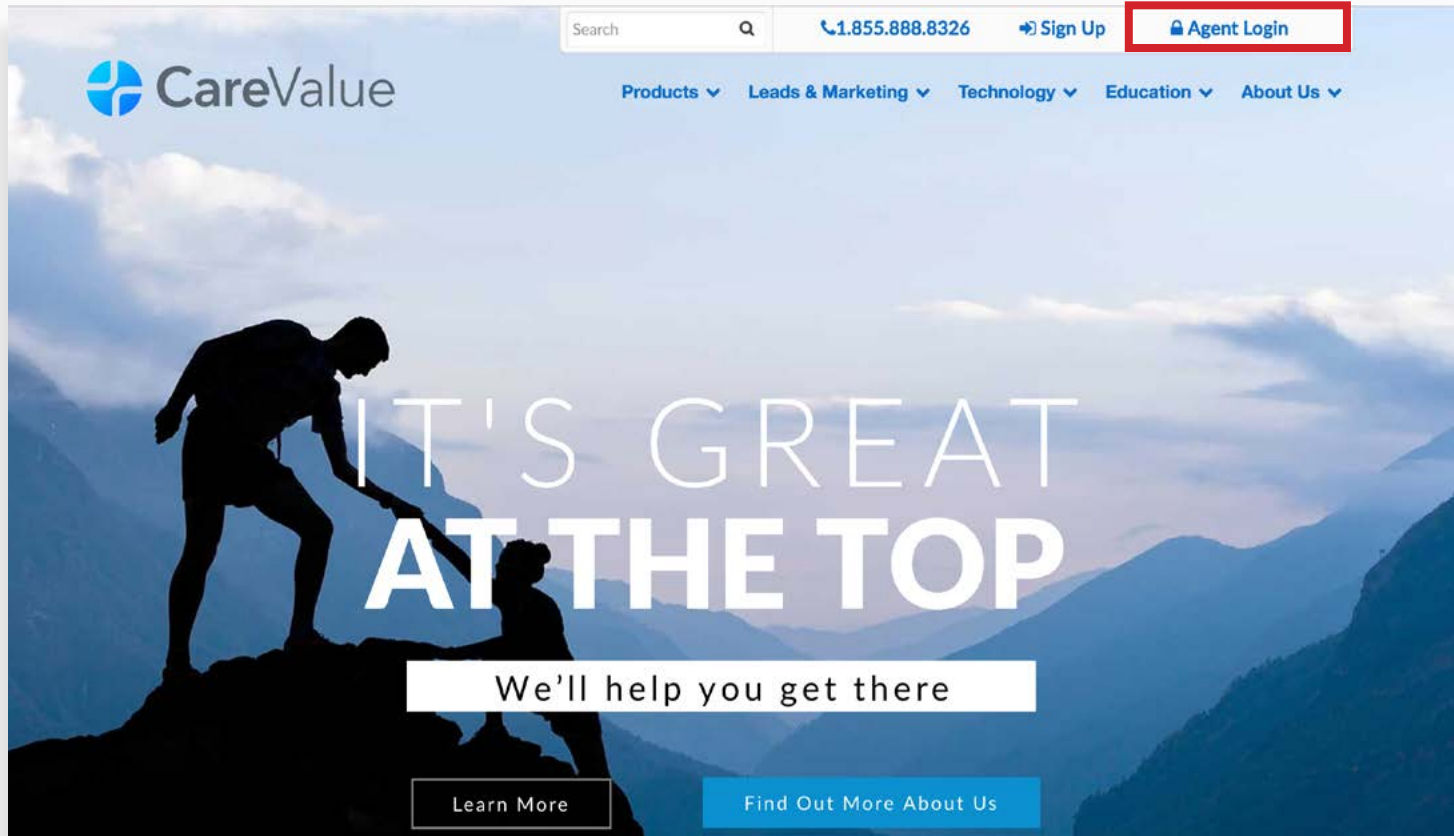 Search
1.855.888.8326
Sign Up
Agent Login
CareValue
Products
Leads & Marketing
Technology
Education
About Us
IT'S GREAT
AT THE TOP
We'll help you get there
Learn More
Find Out More About Us